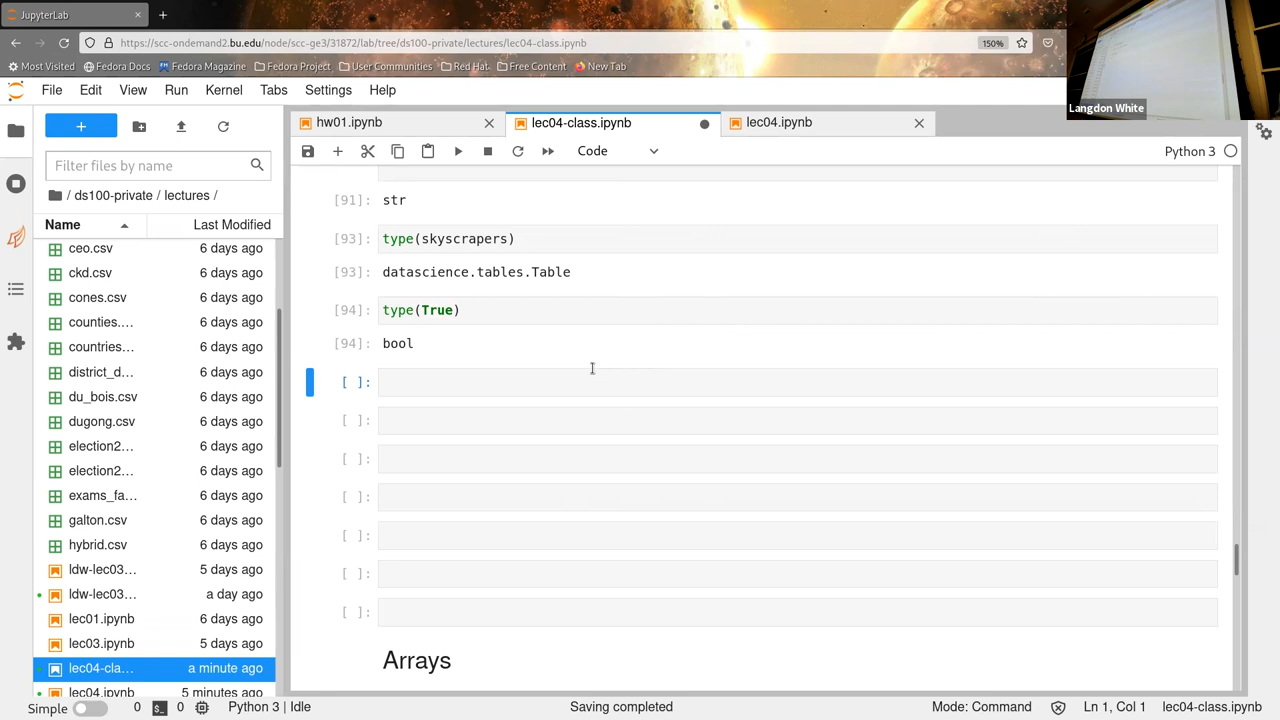 JupyterLab
https://scc-ondemand2.bu.edu/node/scc-ge3/31872/lab/tree/ds100-private/lectures/lec04-class.ipynb
150%
Most Visited
Fedora Docs
Fedora Magazine
Fedora Project
User Communities
Red Hat
Free Content
New Tab
Langdon White
File Edit View Run Kernel Tabs Settings Help
hw01.ipynb
lec04-class.ipynb
lec04.ipynb
Code
Python 3
Filter files by name
/ ds100-private / lectures /
Name Last Modified
ceo.csv 6 days ago
ckd.csv 6 days ago
cones.csv 6 days ago
counties.... 6 days ago
countries... 6 days ago
district_d... 6 days ago
du_bois.csv 6 days ago
dugong.csv 6 days ago
election2... 6 days ago
election2... 6 days ago
exams_fa... 6 days ago
galton.csv 6 days ago
hybrid.csv 6 days ago
ldw-lec03... 5 days ago
ldw-lec03... a day ago
lec01.ipynb 6 days ago
lec03.ipynb 5 days ago
lec04-cla... a minute ago
lec04.ipynb 5 minutes ago
[91]: str
[93]: type(skyscrapers)
[93]: datascience.tables.Table
[94]: type(True)
[94]: bool
[ ]:
[ ]:
[ ]:
[ ]:
[ ]:
[ ]:
[ ]:
Arrays
Simple 0 $_ 0 Python 3 | Idle Saving completed Mode: Command Ln 1, Col 1 lec04-class.ipynb